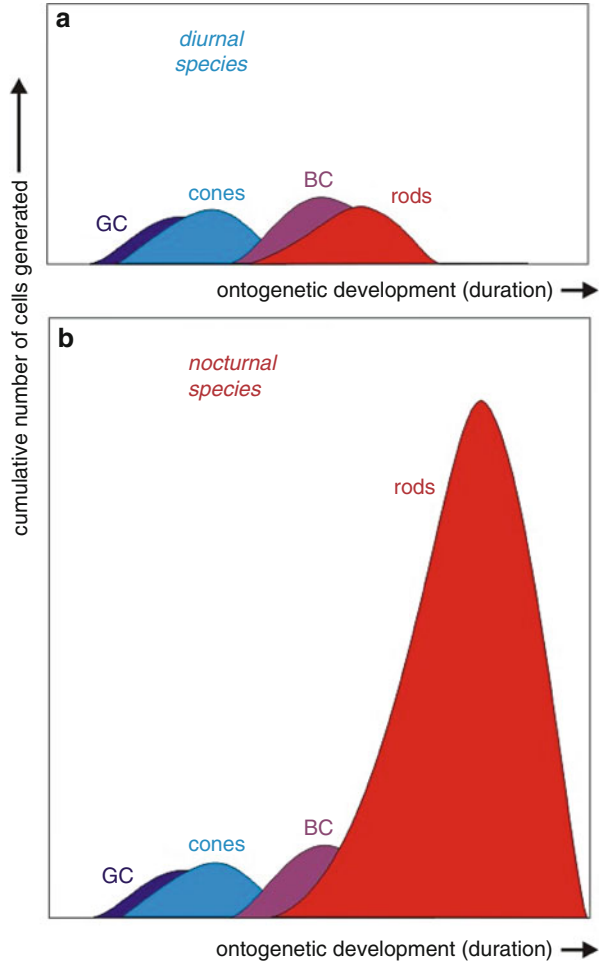 a
diurnal
species
GC
cones
BC
rods
ontogenetic development (duration)
cumulative number of cells generated
b
nocturnal
species
rods
GC
cones
BC
ontogenetic development (duration)